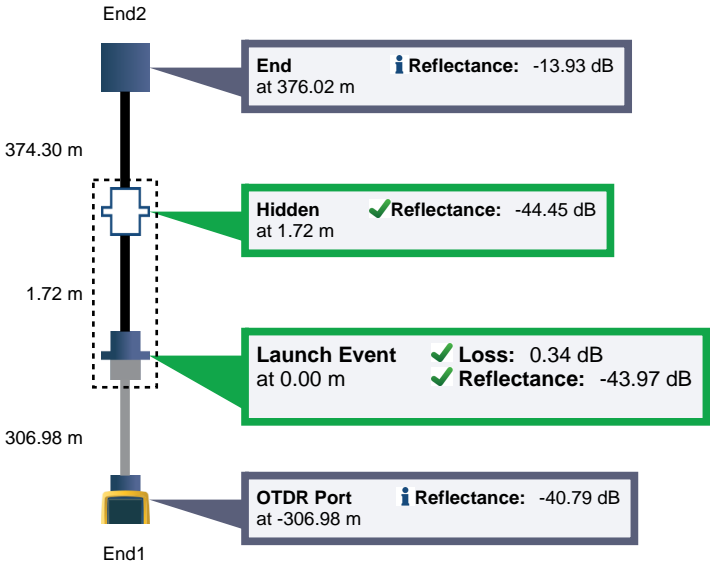 End2
End i Reflectance: -13.93 dB
at 376.02 m
374.30 m
Hidden Reflectance: -44.45 dB
at 1.72 m
1.72 m
Launch Event Loss: 0.34 dB
at 0.00 m Reflectance: -43.97 dB
306.98 m
OTDR Port i Reflectance: -40.79 dB
at -306.98 m
End1